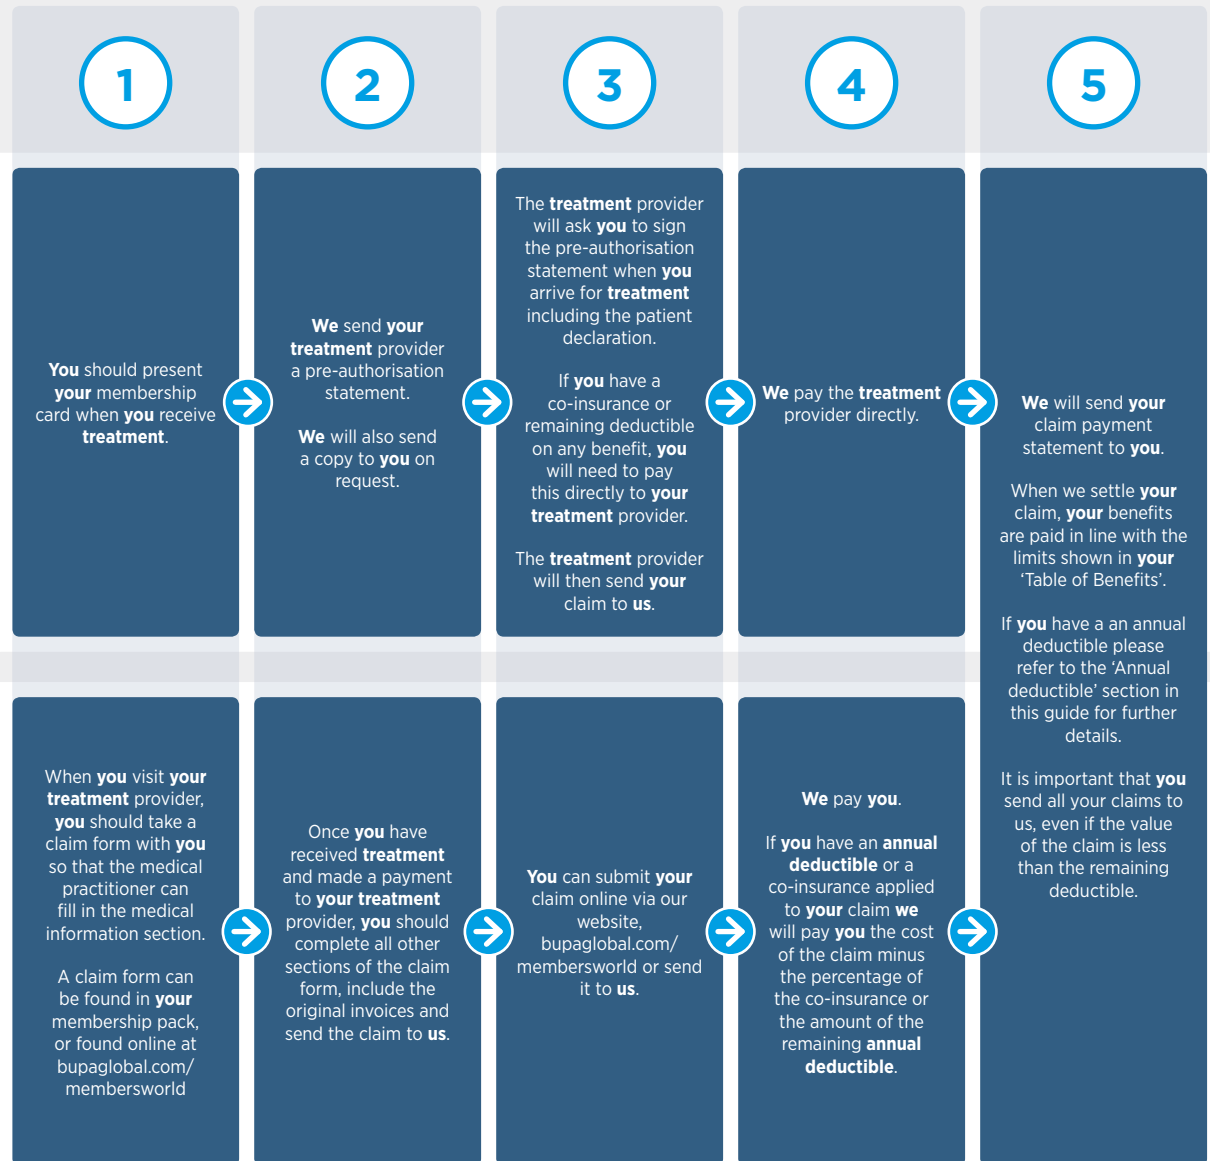 1
2
3
4
5
You should present
your membership
card when you receive
treatment.
We send your
treatment provider
a pre-authorisation
statement.
We will also send
a copy to you on
request.
The treatment provider
will ask you to sign
the pre-authorisation
statement when you
arrive for treatment
including the patient
declaration.
If you have a
co-insurance or
remaining deductible
on any benefit, you
will need to pay
this directly to your
treatment provider.
The treatment provider
will then send your
claim to us.
We pay the treatment
provider directly.
We will send your
claim payment
statement to you.
When we settle your
claim, your benefits
are paid in line with the
limits shown in your
‘Table of Benefits’.
If you have a an annual
deductible please
refer to the ‘Annual
deductible’ section in
this guide for further
details.
It is important that you
send all your claims to
us, even if the value
of the claim is less
than the remaining
deductible.
When you visit your
treatment provider,
you should take a
claim form with you
so that the medical
practitioner can
fill in the medical
information section.
A claim form can
be found in your
membership pack,
or found online at
bupaglobal.com/
membersworld
Once you have
received treatment
and made a payment
to your treatment
provider, you should
complete all other
sections of the claim
form, include the
original invoices and
send the claim to us.
You can submit your
claim online via our
website,
bupaglobal.com/
membersworld or send
it to us.
We pay you.
If you have an annual
deductible or a
co-insurance applied
to your claim we
will pay you the cost
of the claim minus
the percentage of
the co-insurance or
the amount of the
remaining annual
deductible.